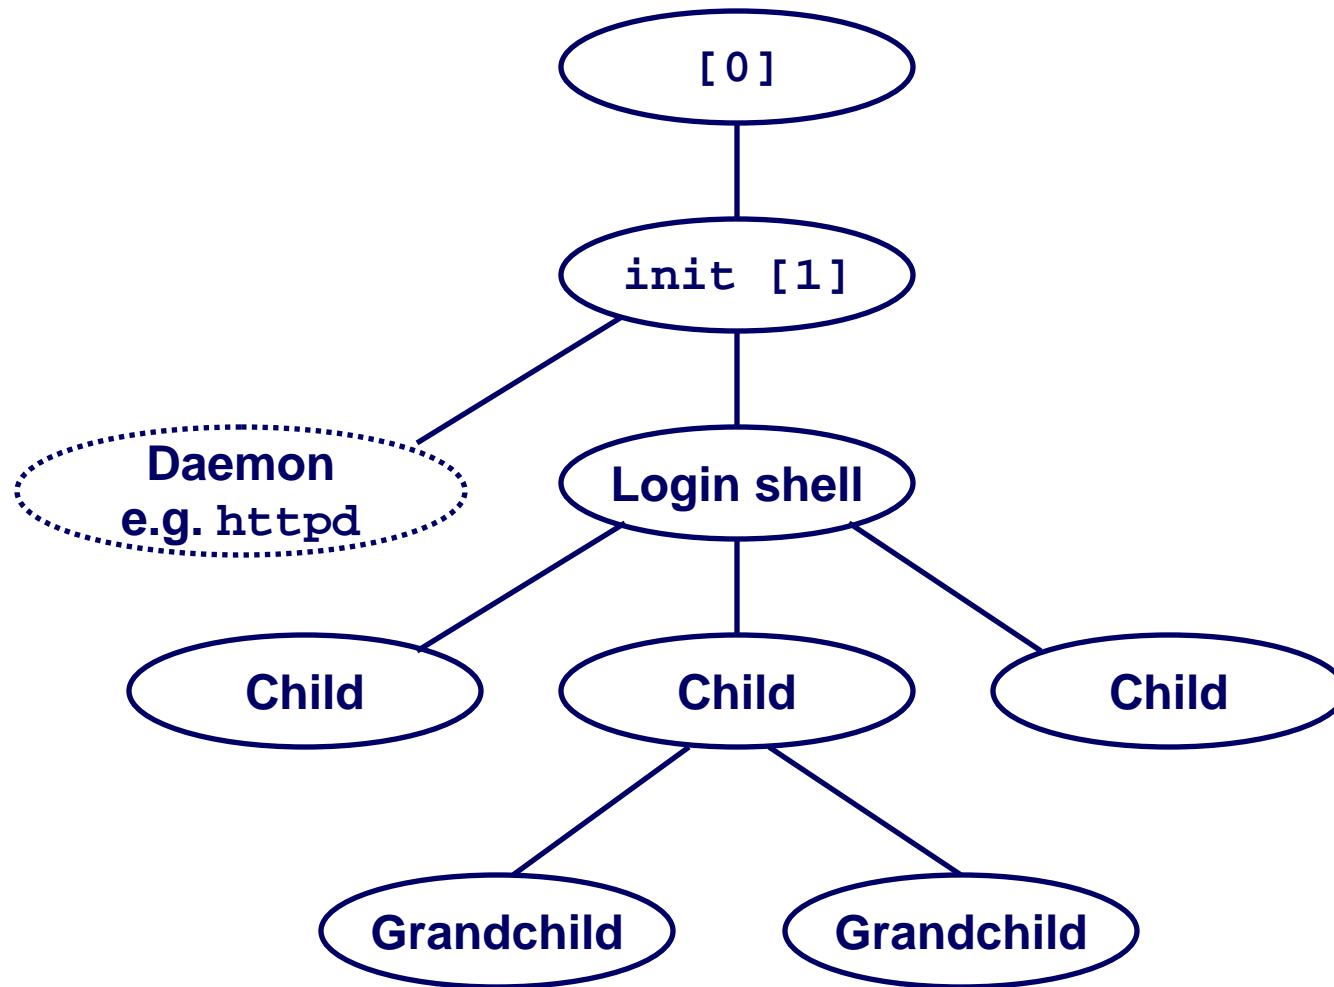 [0]
init [1]
Daemon
e.g. httpd
Login shell
Child
Child
Child
Grandchild
Grandchild